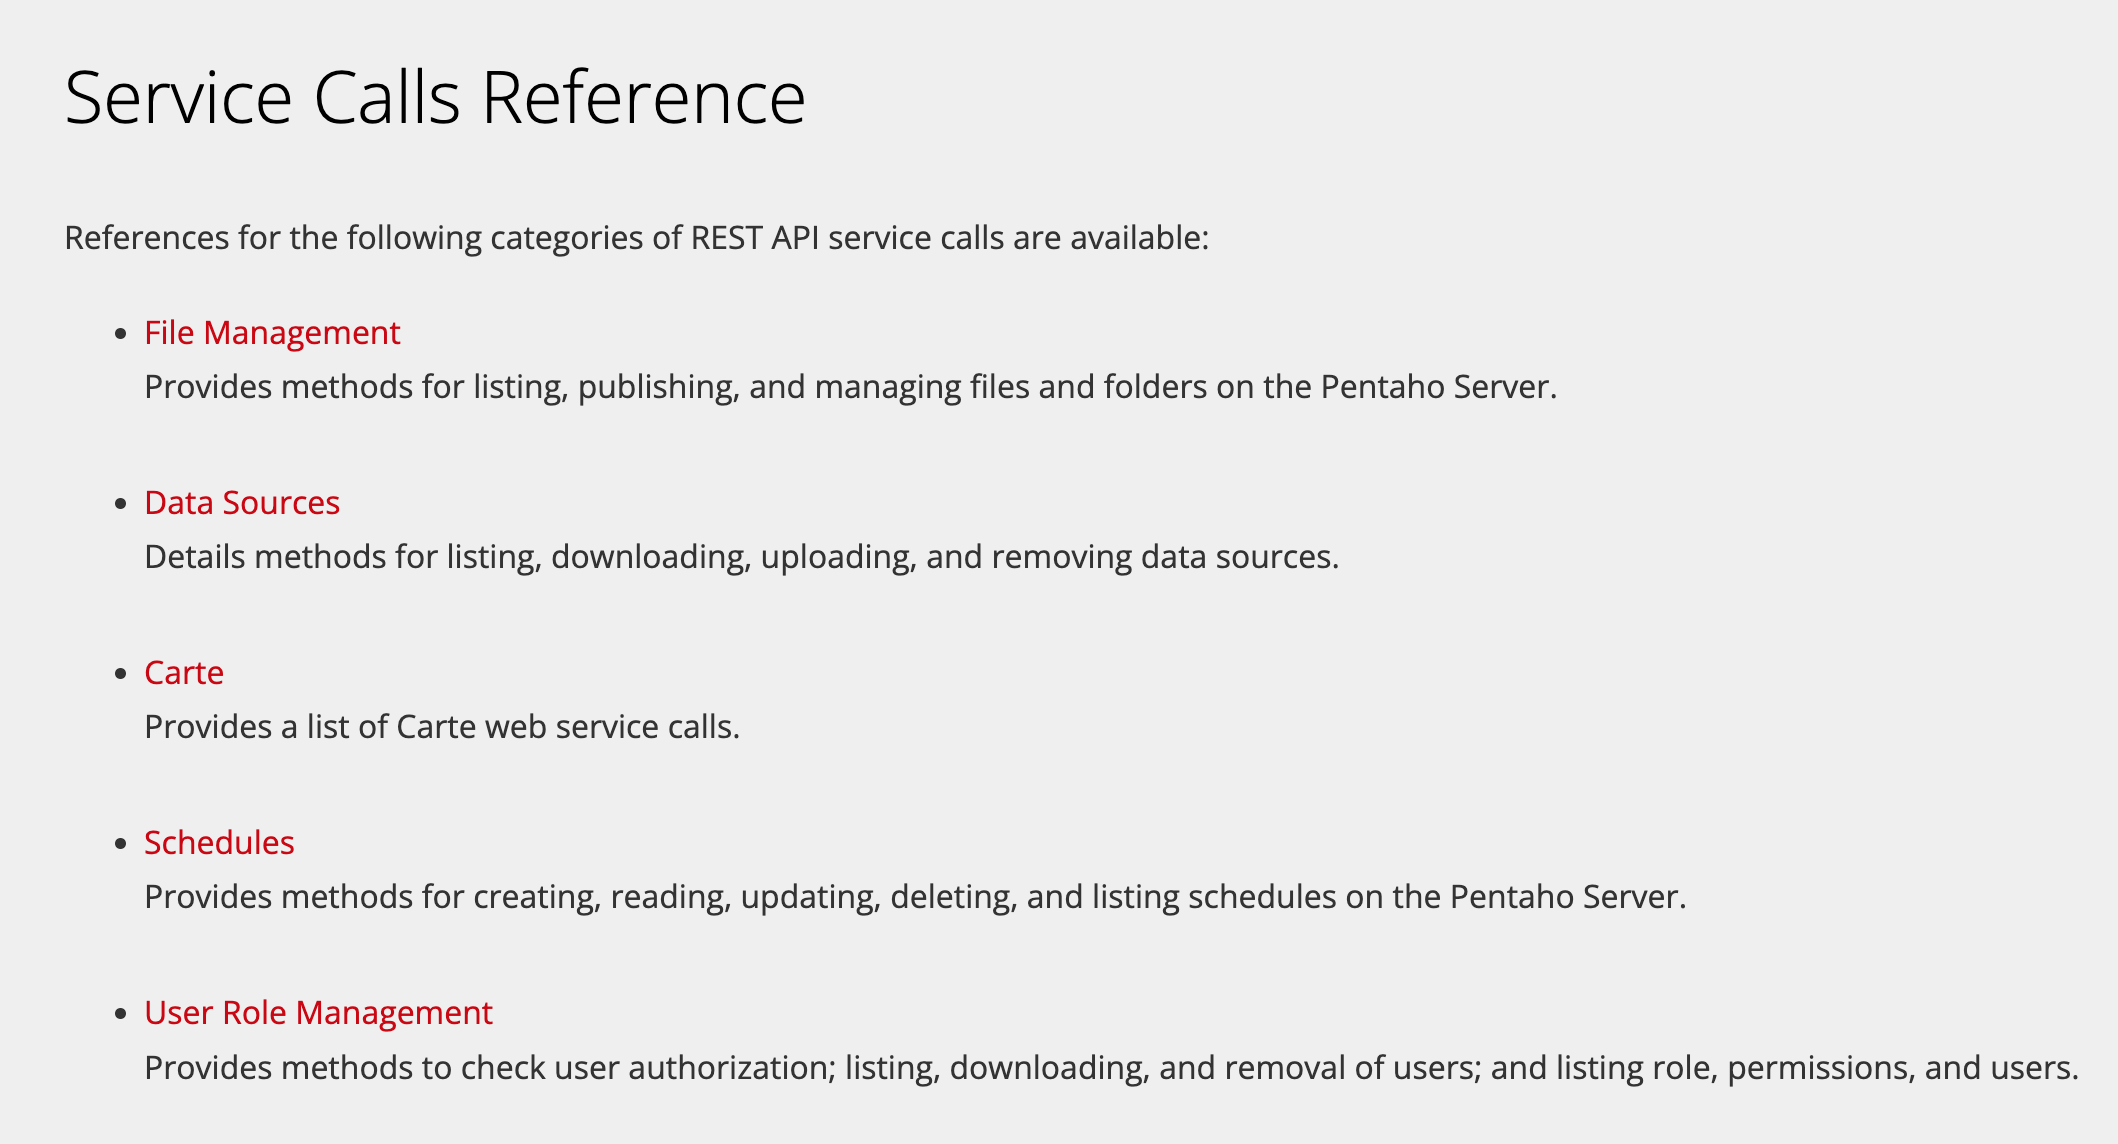 Service Calls Reference
References for the following categories of REST API service calls are available:
File Management
Provides methods for listing, publishing, and managing files and folders on the Pentaho Server.
Data Sources
Details methods for listing, downloading, uploading, and removing data sources.
Carte
Provides a list of Carte web service calls.
Schedules
Provides methods for creating, reading, updating, deleting, and listing schedules on the Pentaho Server.
User Role Management
Provides methods to check user authorization; listing, downloading, and removal of users; and listing role, permissions, and users.